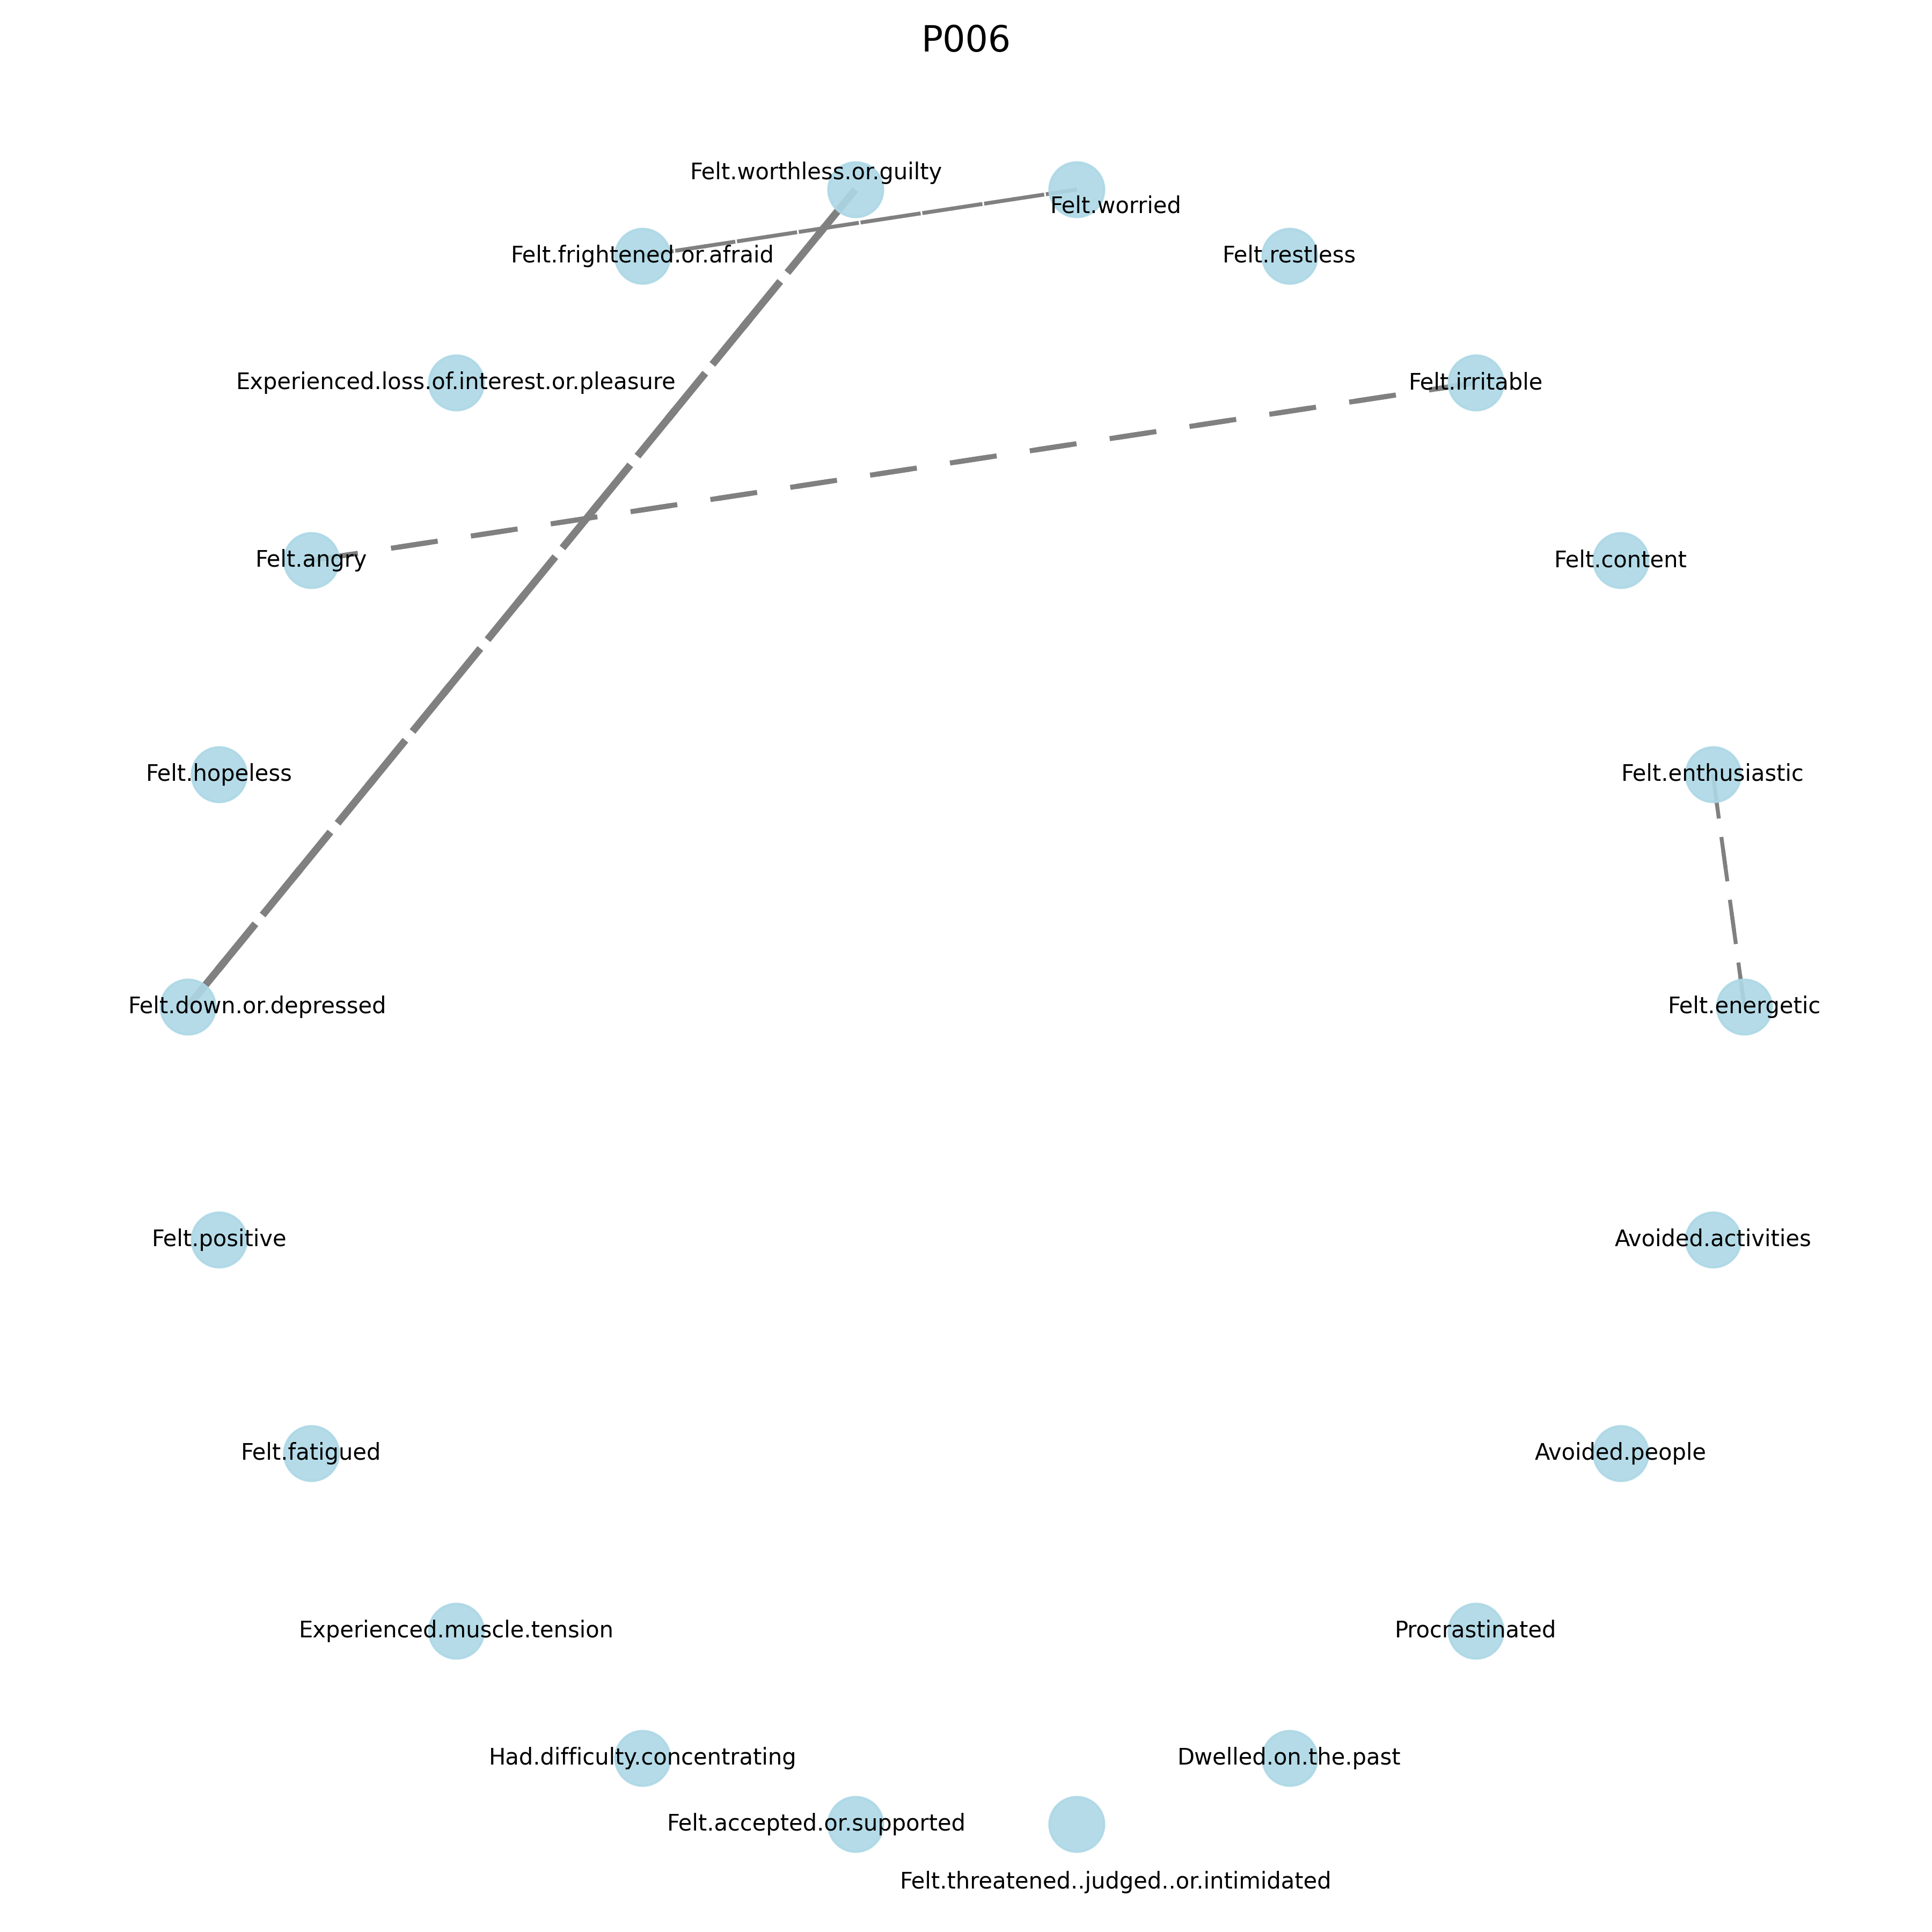 P006
Felt.worthless.or.guilty
Felt.worried
Felt.frightened.or.afraid
Felt.restless
Experienced.loss.of.interest.or.pleasure
Felt.irritable
Felt.angry
Felt.content
Felt.hopeless
Felt.enthusiastic
Felt.down.or.depressed
Felt.energetic
Felt.positive
Avoided.activities
Felt.fatigued
Avoided.people
Experienced.muscle.tension
Procrastinated
Had.difficulty.concentrating
Dwelled.on.the.past
Felt.accepted.or.supported
Felt.threatened..judged..or.intimidated